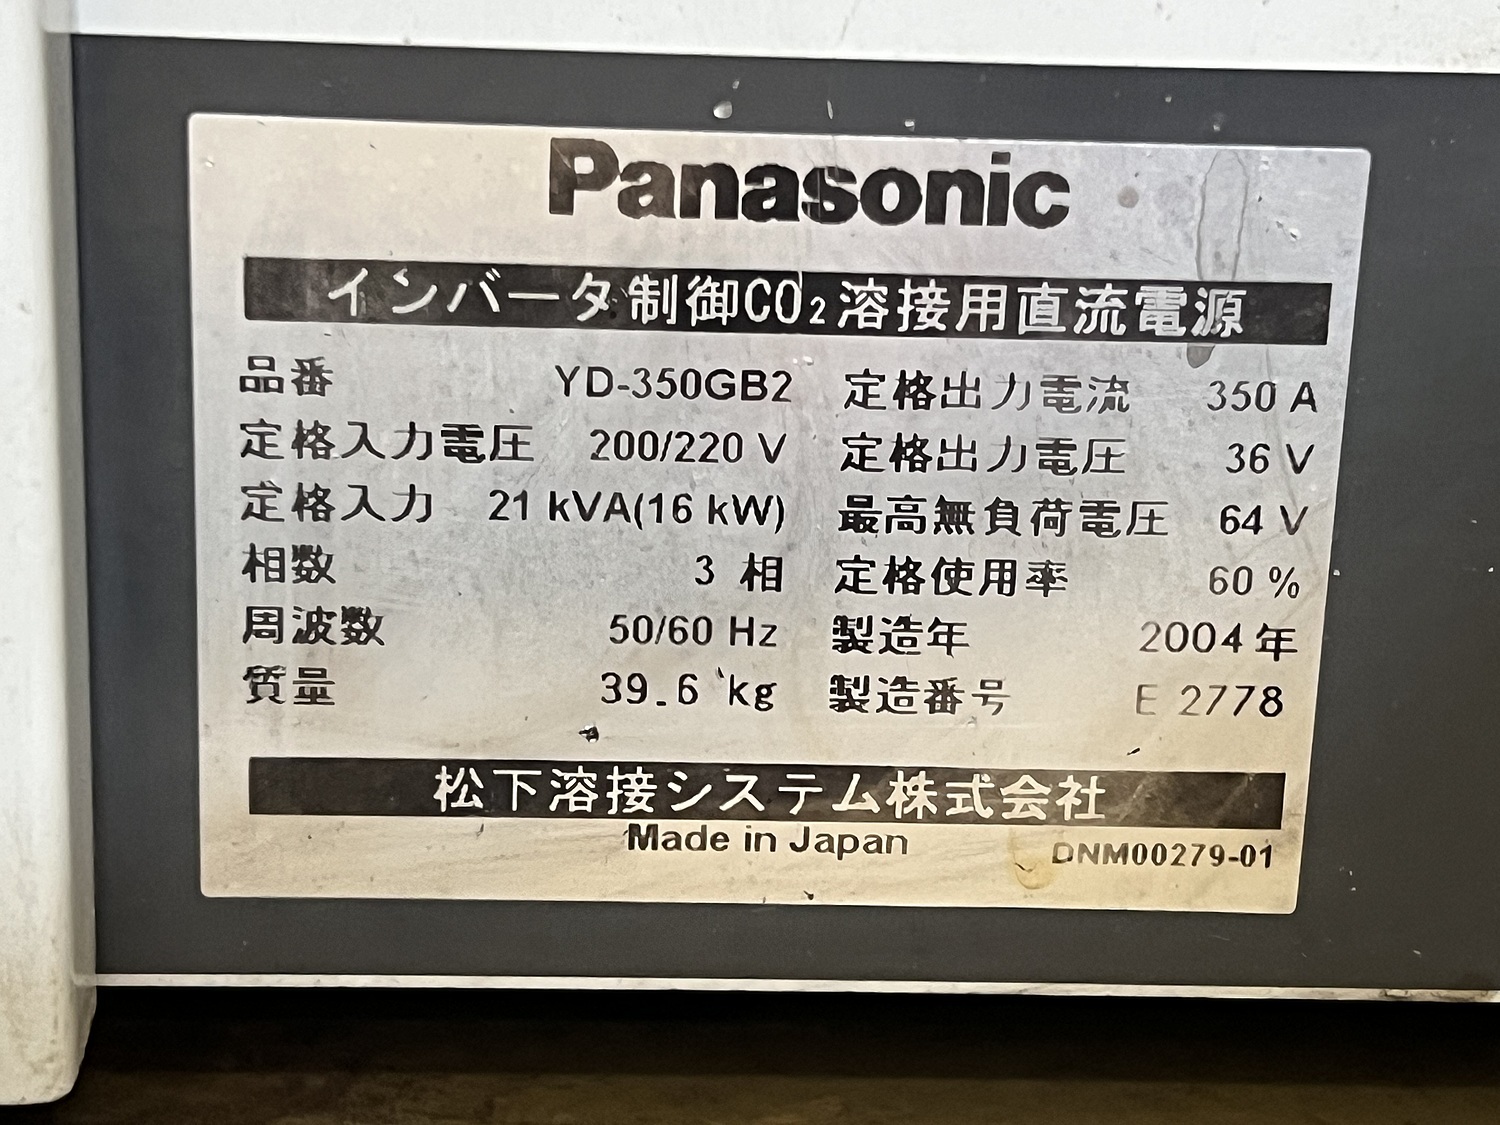 Panasonic
インバータ制御CO₂溶接用直流電源
品番 YD-350GB2 定格出力電流 350 A
定格入力電圧 200/220 V 定格出力電圧 36 V
定格入力 21 kVA(16 kW) 最高無負荷電圧 64 V
相数 3 相 定格使用率 60 %
周波数 50/60 Hz 製造年 2004年
質量 39.6 kg 製造番号 E 2778
松下溶接システム株式会社
Made in Japan DNM00279-01